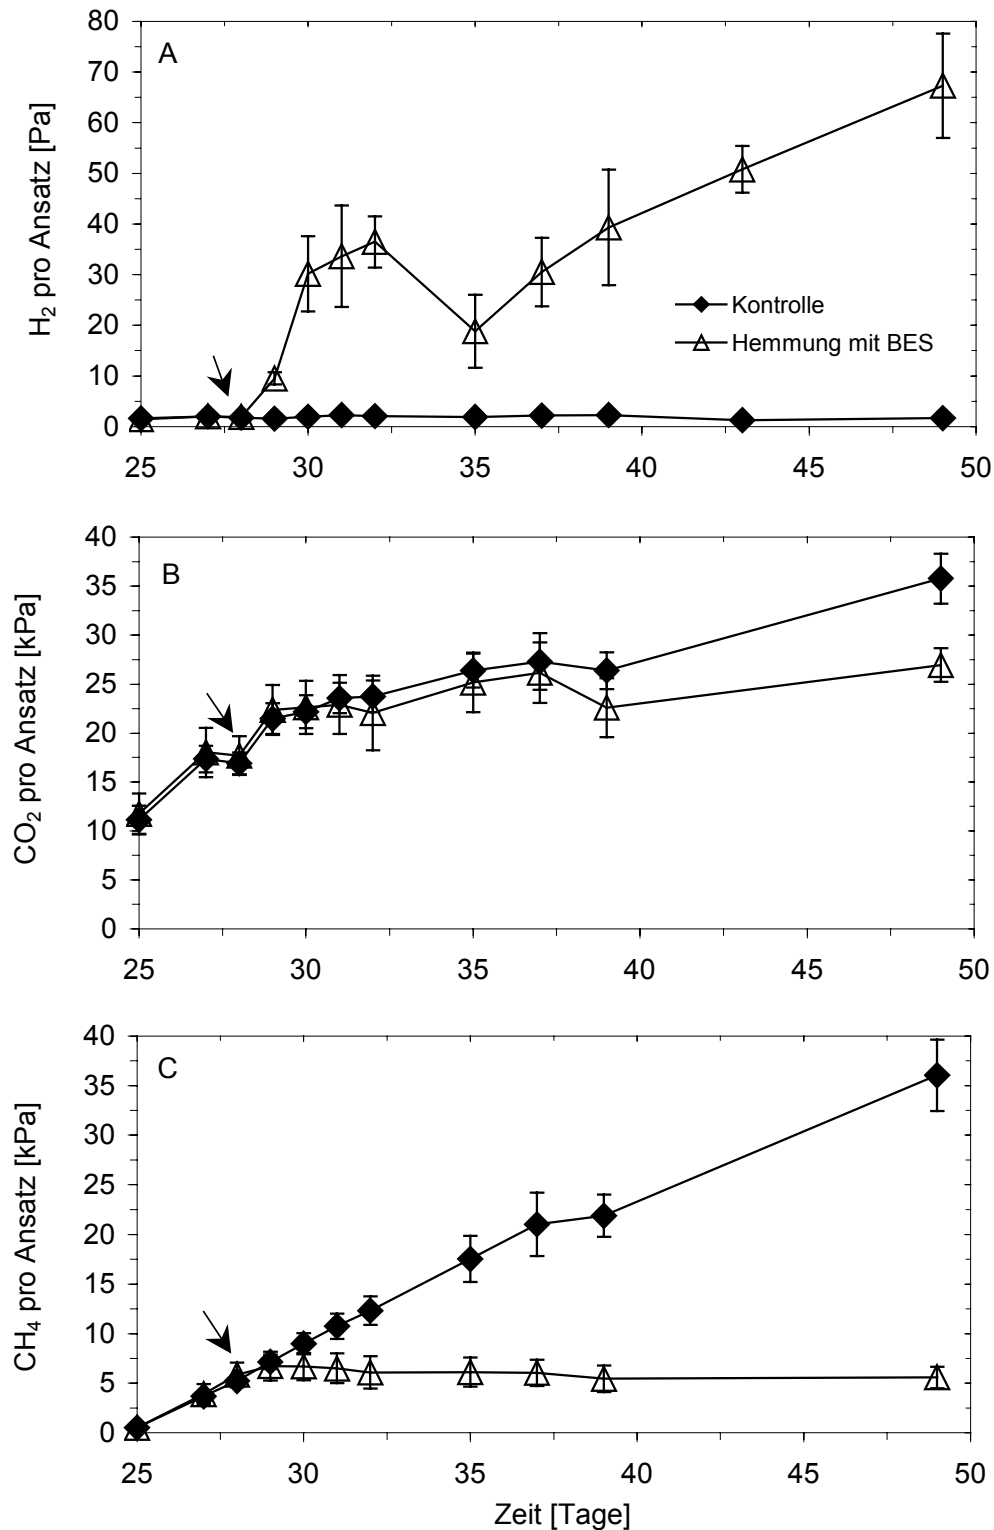 A
H₂ pro Ansatz [Pa]
80
70
60
50
40
30
20
10
0
Kontrolle
Hemmung mit BES
25 30 35 40 45 50
B
CO₂ pro Ansatz [kPa]
40
35
30
25
20
15
10
5
0
25 30 35 40 45 50
C
CH₄ pro Ansatz [kPa]
40
35
30
25
20
15
10
5
0
25 30 35 40 45 50
Zeit [Tage]